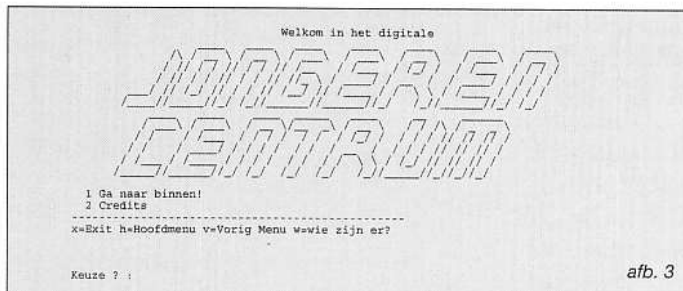 Welkom in het digitale
JONGEREN
CENTRUM
1 Ga naar binnen!
2 Credits
x=Exit h=Hoofdmenu v=Vorig Menu w=wie zijn er?
Keuze ? :
afb. 3